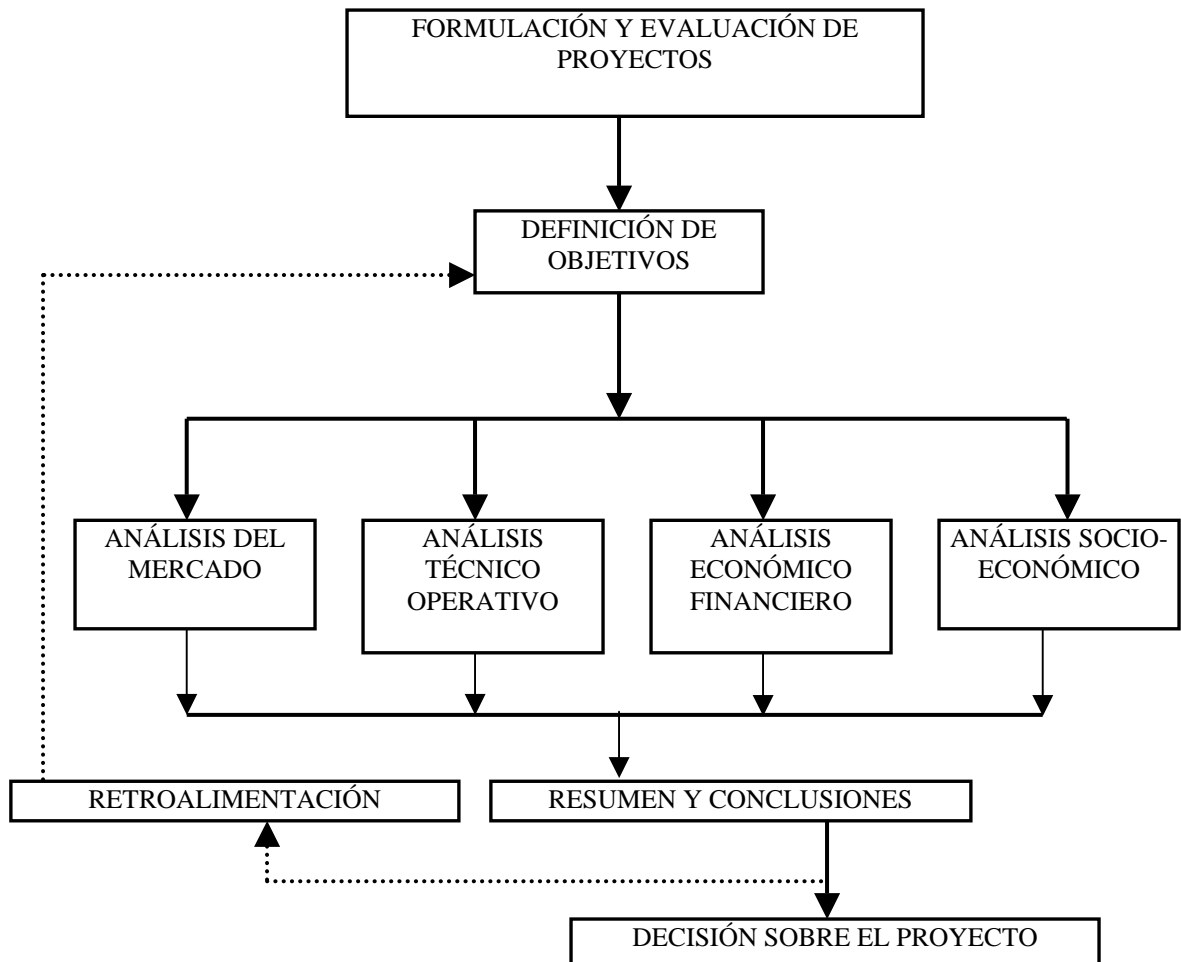 FORMULACIÓN Y EVALUACIÓN DE
PROYECTOS
DEFINICIÓN DE
OBJETIVOS
ANÁLISIS DEL
MERCADO
ANÁLISIS
TÉCNICO
OPERATIVO
ANÁLISIS
ECONÓMICO
FINANCIERO
ANÁLISIS SOCIO-
ECONÓMICO
RETROALIMENTACIÓN
RESUMEN Y CONCLUSIONES
DECISIÓN SOBRE EL PROYECTO